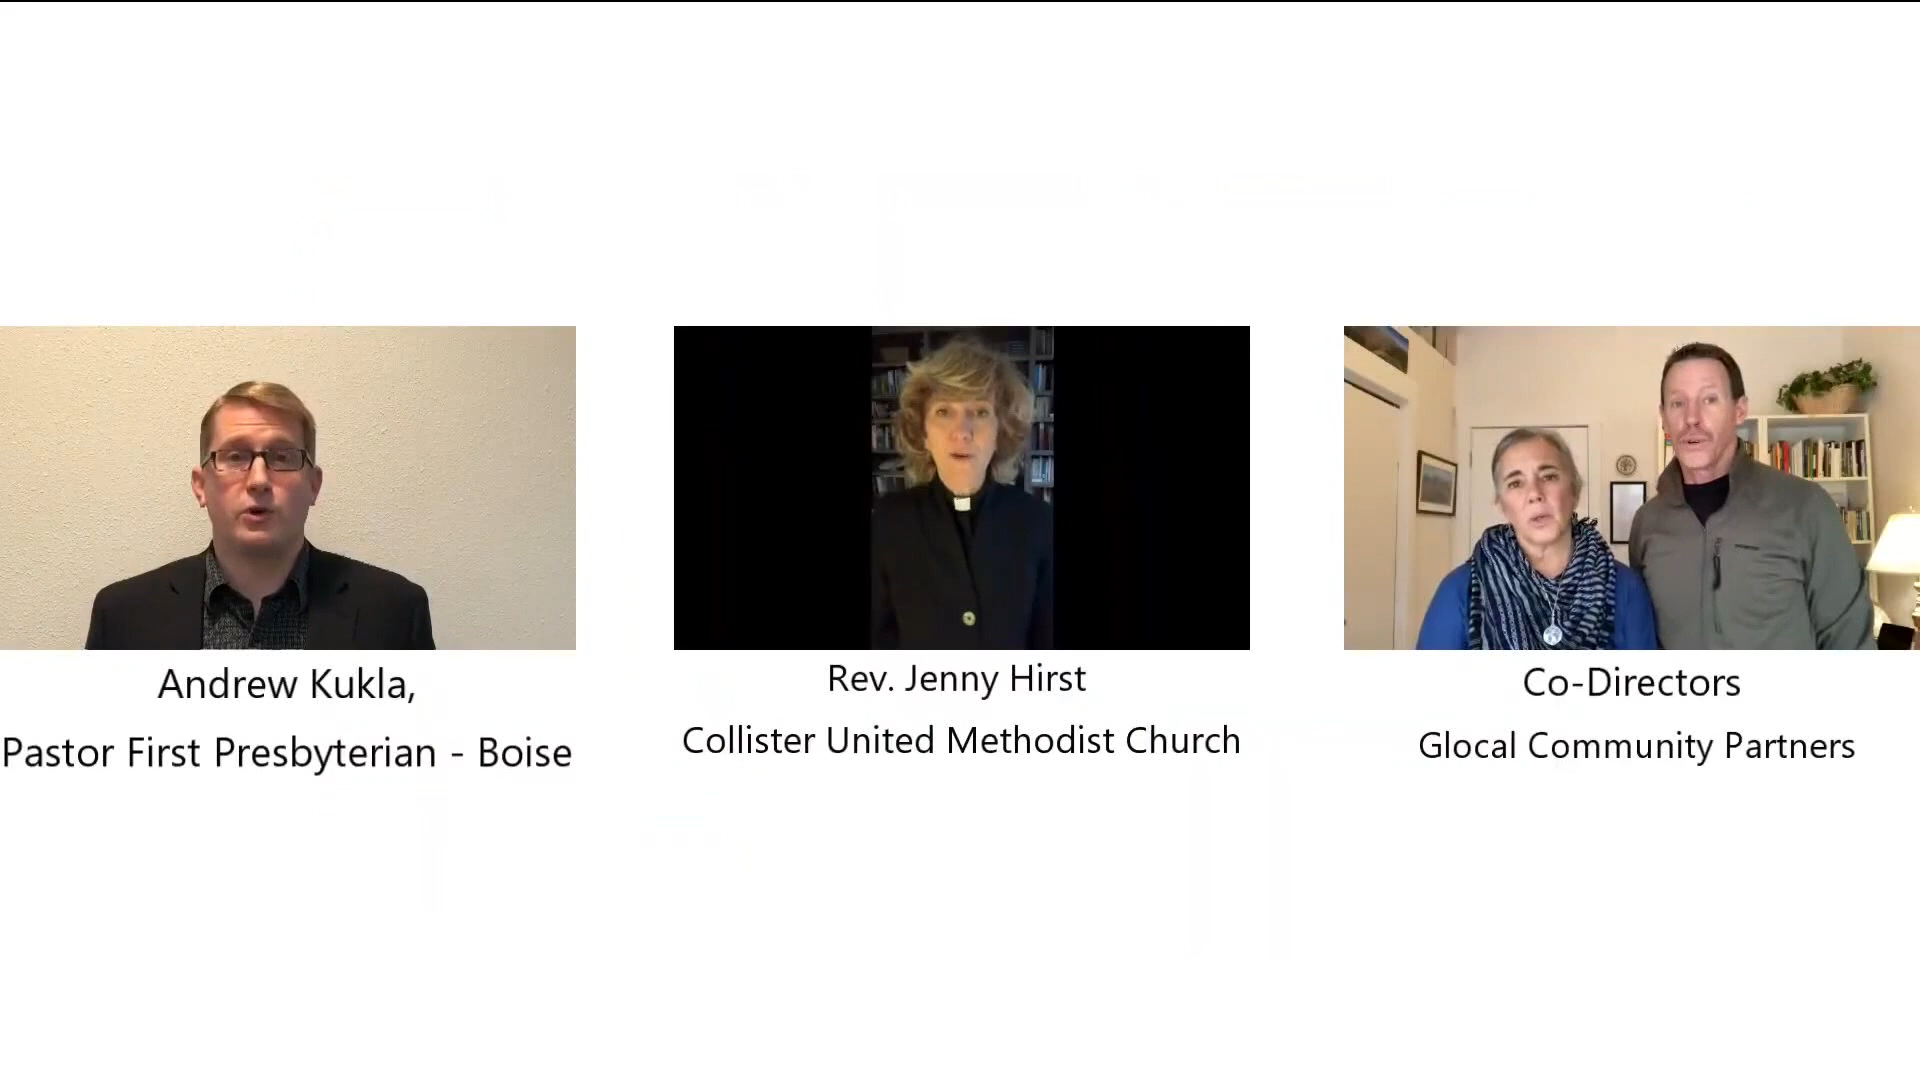 Andrew Kukla,
Pastor First Presbyterian - Boise
Rev. Jenny Hirst
Collister United Methodist Church
Co-Directors
Glocal Community Partners